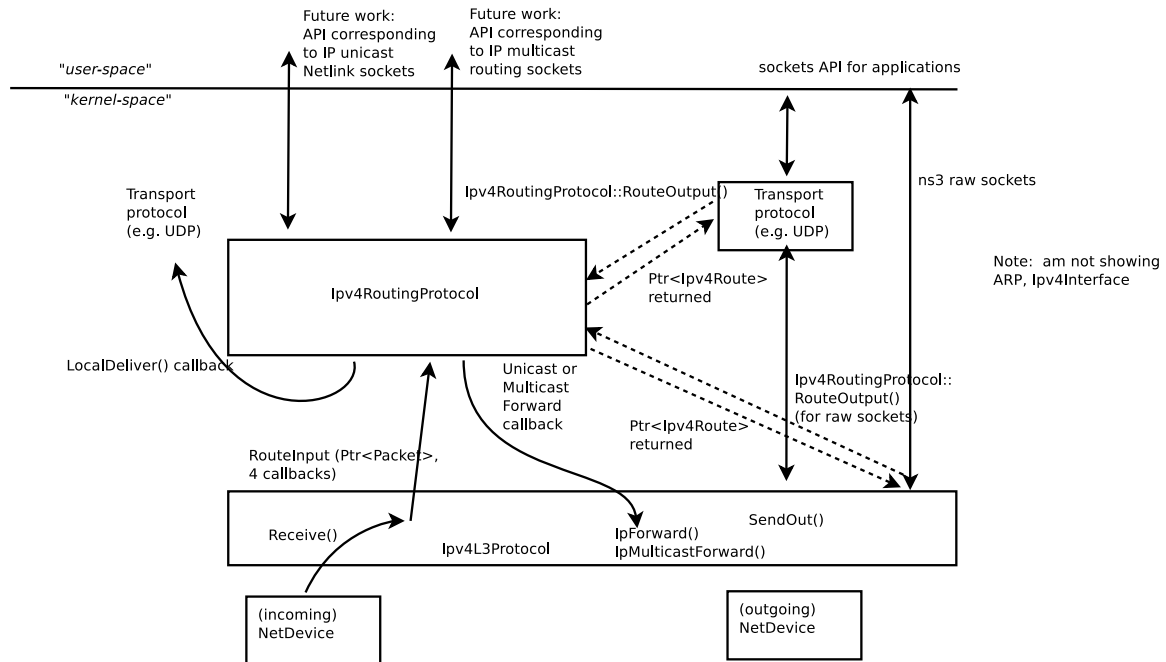 Future work:
API corresponding
to IP unicast
Netlink sockets
Future work:
API corresponding
to IP multicast
routing sockets
"user-space"
sockets API for applications
"kernel-space"
Transport
protocol
(e.g. UDP)
Ipv4RoutingProtocol::RouteOutput()
Transport
protocol
(e.g. UDP)
ns3 raw sockets
Note:  am not showing
ARP, Ipv4Interface
Ipv4RoutingProtocol
Ptr<Ipv4Route>
returned
LocalDeliver() callback
Unicast or
Multicast
Forward
callback
Ipv4RoutingProtocol::
RouteOutput()
(for raw sockets)
Ptr<Ipv4Route>
returned
RouteInput (Ptr<Packet>,
4 callbacks)
Receive()
Ipv4L3Protocol
IpForward()
IpMulticastForward()
SendOut()
(incoming)
NetDevice
(outgoing)
NetDevice